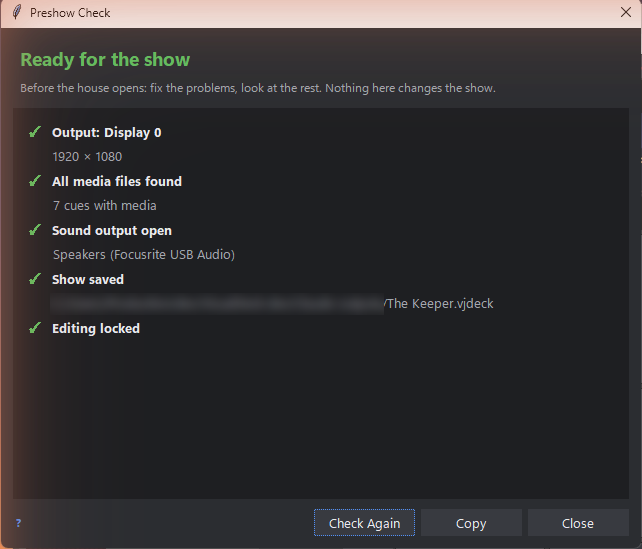 Preshow Check
Ready for the show
Before the house opens: fix the problems, look at the rest. Nothing here changes the show.
✓ Output: Display 0
1920 × 1080
✓ All media files found
7 cues with media
✓ Sound output open
Speakers (Focusrite USB Audio)
✓ Show saved
/The Keeper.vjdeck
✓ Editing locked
? Check Again Copy Close